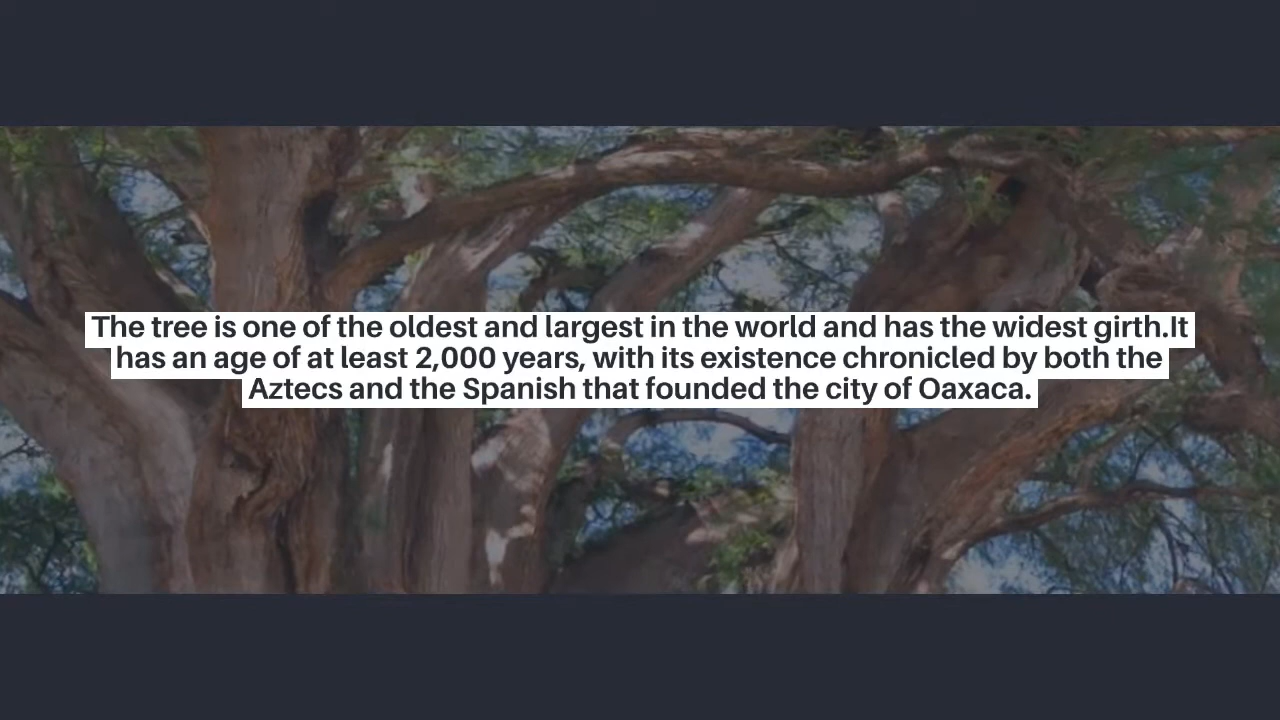 The tree is one of the oldest and largest in the world and has the widest girth.It
has an age of at least 2,000 years, with its existence chronicled by both the
Aztecs and the Spanish that founded the city of Oaxaca.